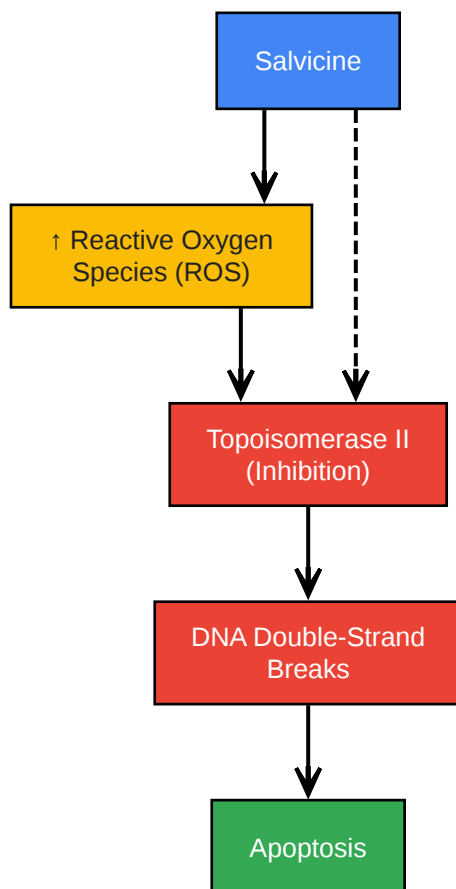 Salvicine
↑ Reactive Oxygen
Species (ROS)
Topoisomerase II
(Inhibition)
DNA Double-Strand
Breaks
Apoptosis